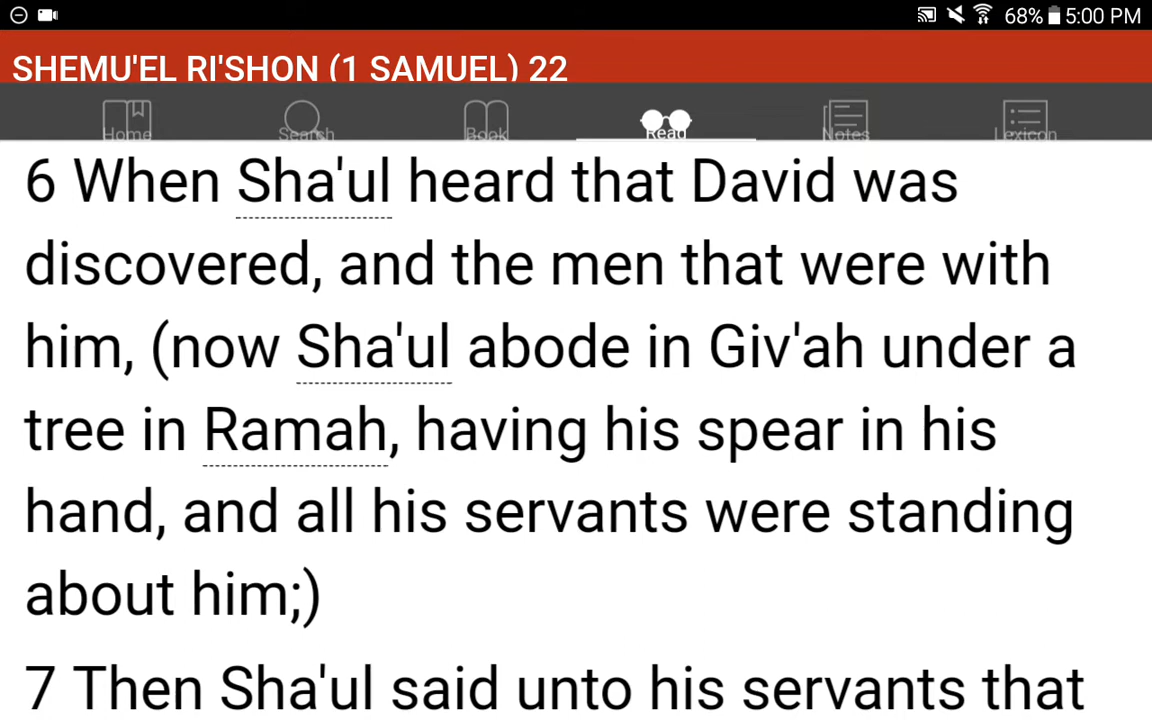 68% 5:00 PM
SHEMU'EL RI'SHON (1 SAMUEL) 22
Home Search Book Read Notes Lexicon
6 When Sha'ul heard that David was
discovered, and the men that were with
him, (now Sha'ul abode in Giv'ah under a
tree in Ramah, having his spear in his
hand, and all his servants were standing
about him;)
7 Then Sha'ul said unto his servants that